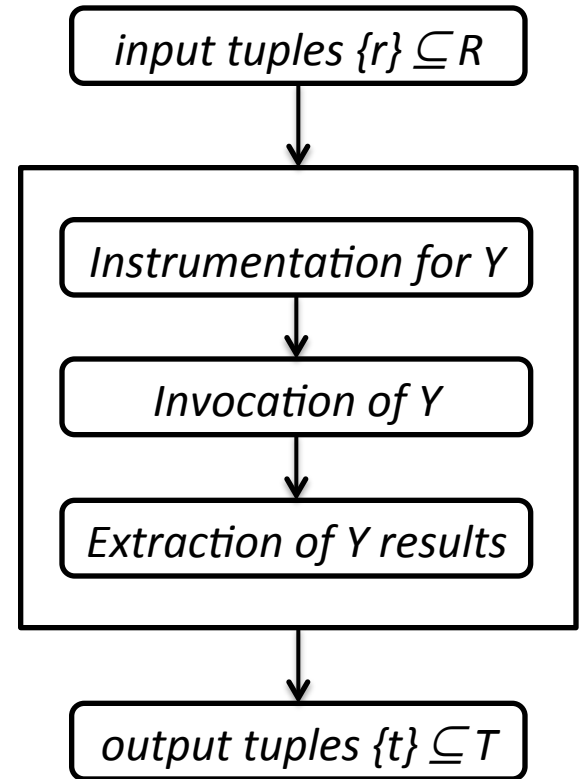 input tuples {r} ⊆ R
Instrumentation for Y
Invocation of Y
Extraction of Y results
output tuples {t} ⊆ T